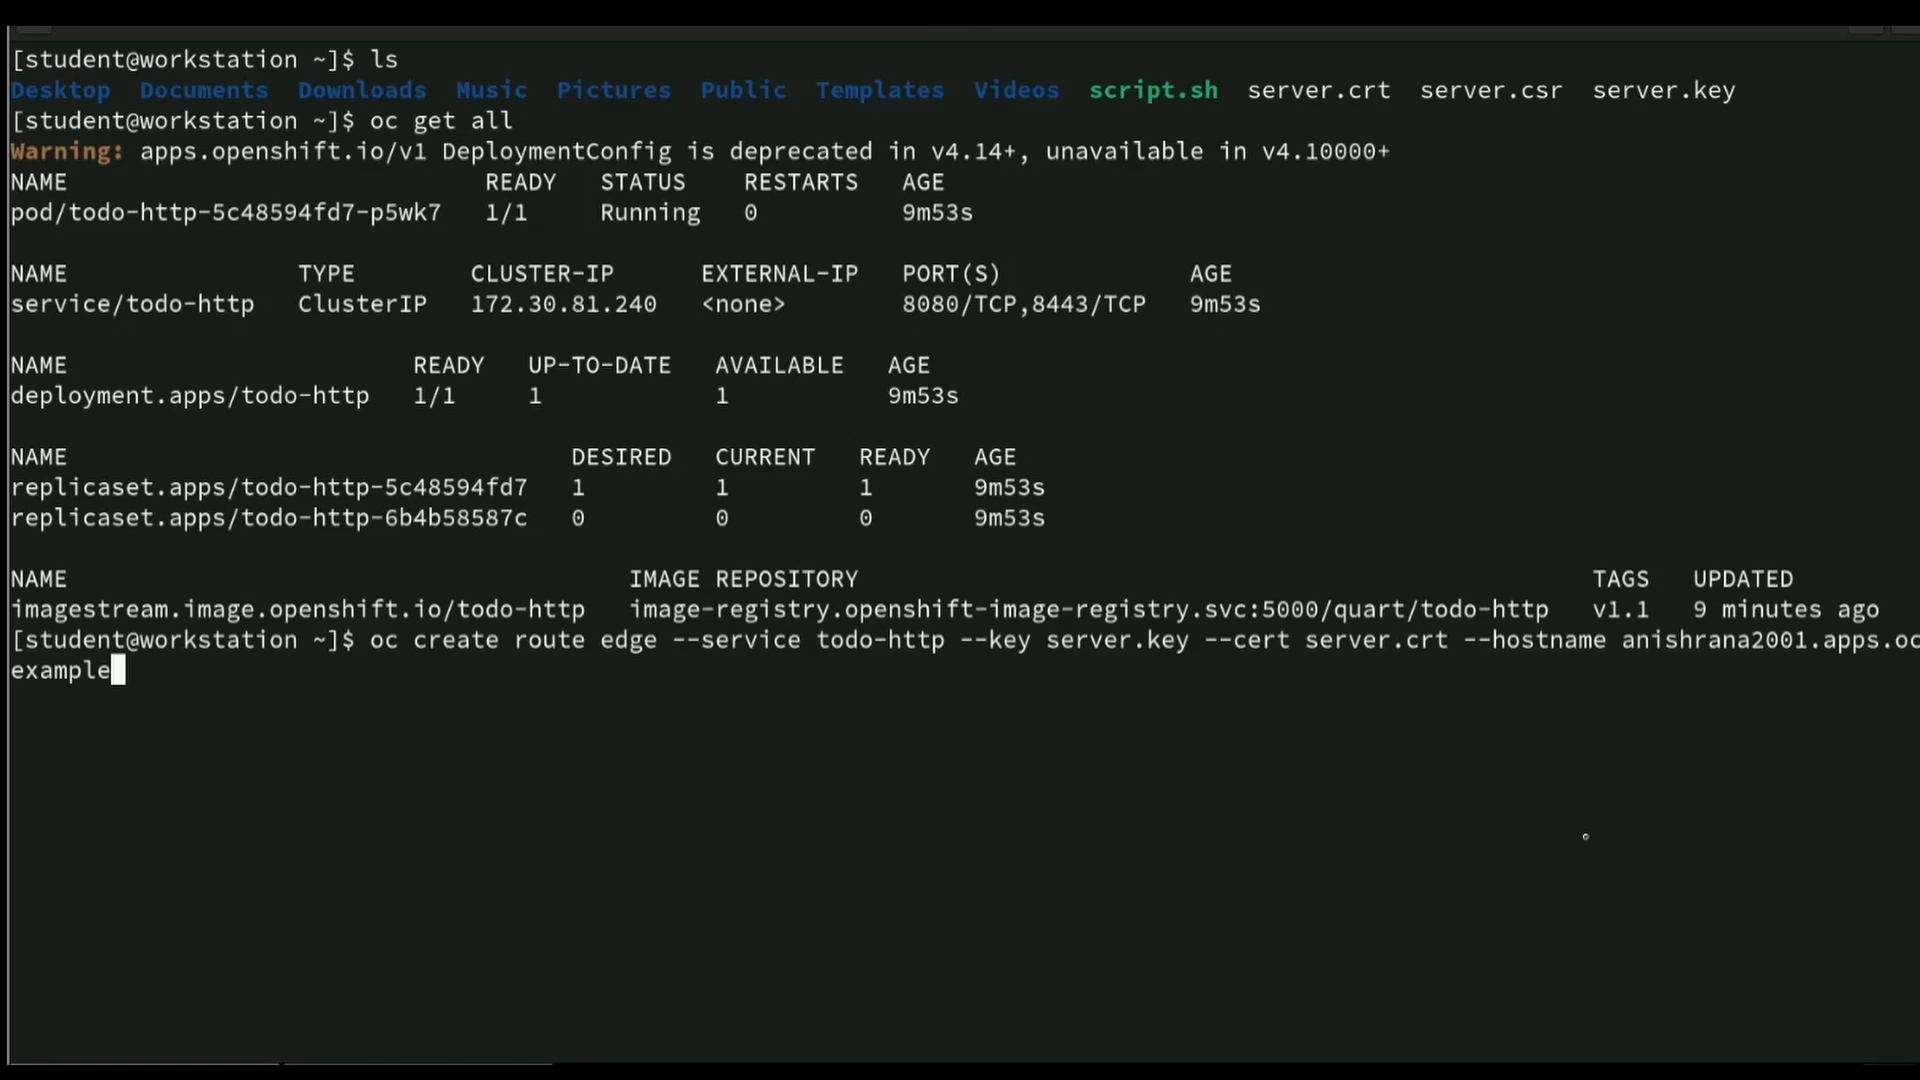 [student@workstation ~]$ ls
Desktop Documents Downloads Music Pictures Public Templates Videos script.sh server.crt server.csr server.key
[student@workstation ~]$ oc get all
Warning: apps.openshift.io/v1 DeploymentConfig is deprecated in v4.14+, unavailable in v4.10000+
NAME READY STATUS RESTARTS AGE
pod/todo-http-5c48594fd7-p5wk7 1/1 Running 0 9m53s
NAME TYPE CLUSTER-IP EXTERNAL-IP PORT(S) AGE
service/todo-http ClusterIP 172.30.81.240 <none> 8080/TCP,8443/TCP 9m53s
NAME READY UP-TO-DATE AVAILABLE AGE
deployment.apps/todo-http 1/1 1 1 9m53s
NAME DESIRED CURRENT READY AGE
replicaset.apps/todo-http-5c48594fd7 1 1 1 9m53s
replicaset.apps/todo-http-6b4b58587c 0 0 0 9m53s
NAME IMAGE REPOSITORY TAGS UPDATED
imagestream.image.openshift.io/todo-http image-registry.openshift-image-registry.svc:5000/quart/todo-http v1.1 9 minutes ago
[student@workstation ~]$ oc create route edge --service todo-http --key server.key --cert server.crt --hostname anishrana2001.apps.oc
example